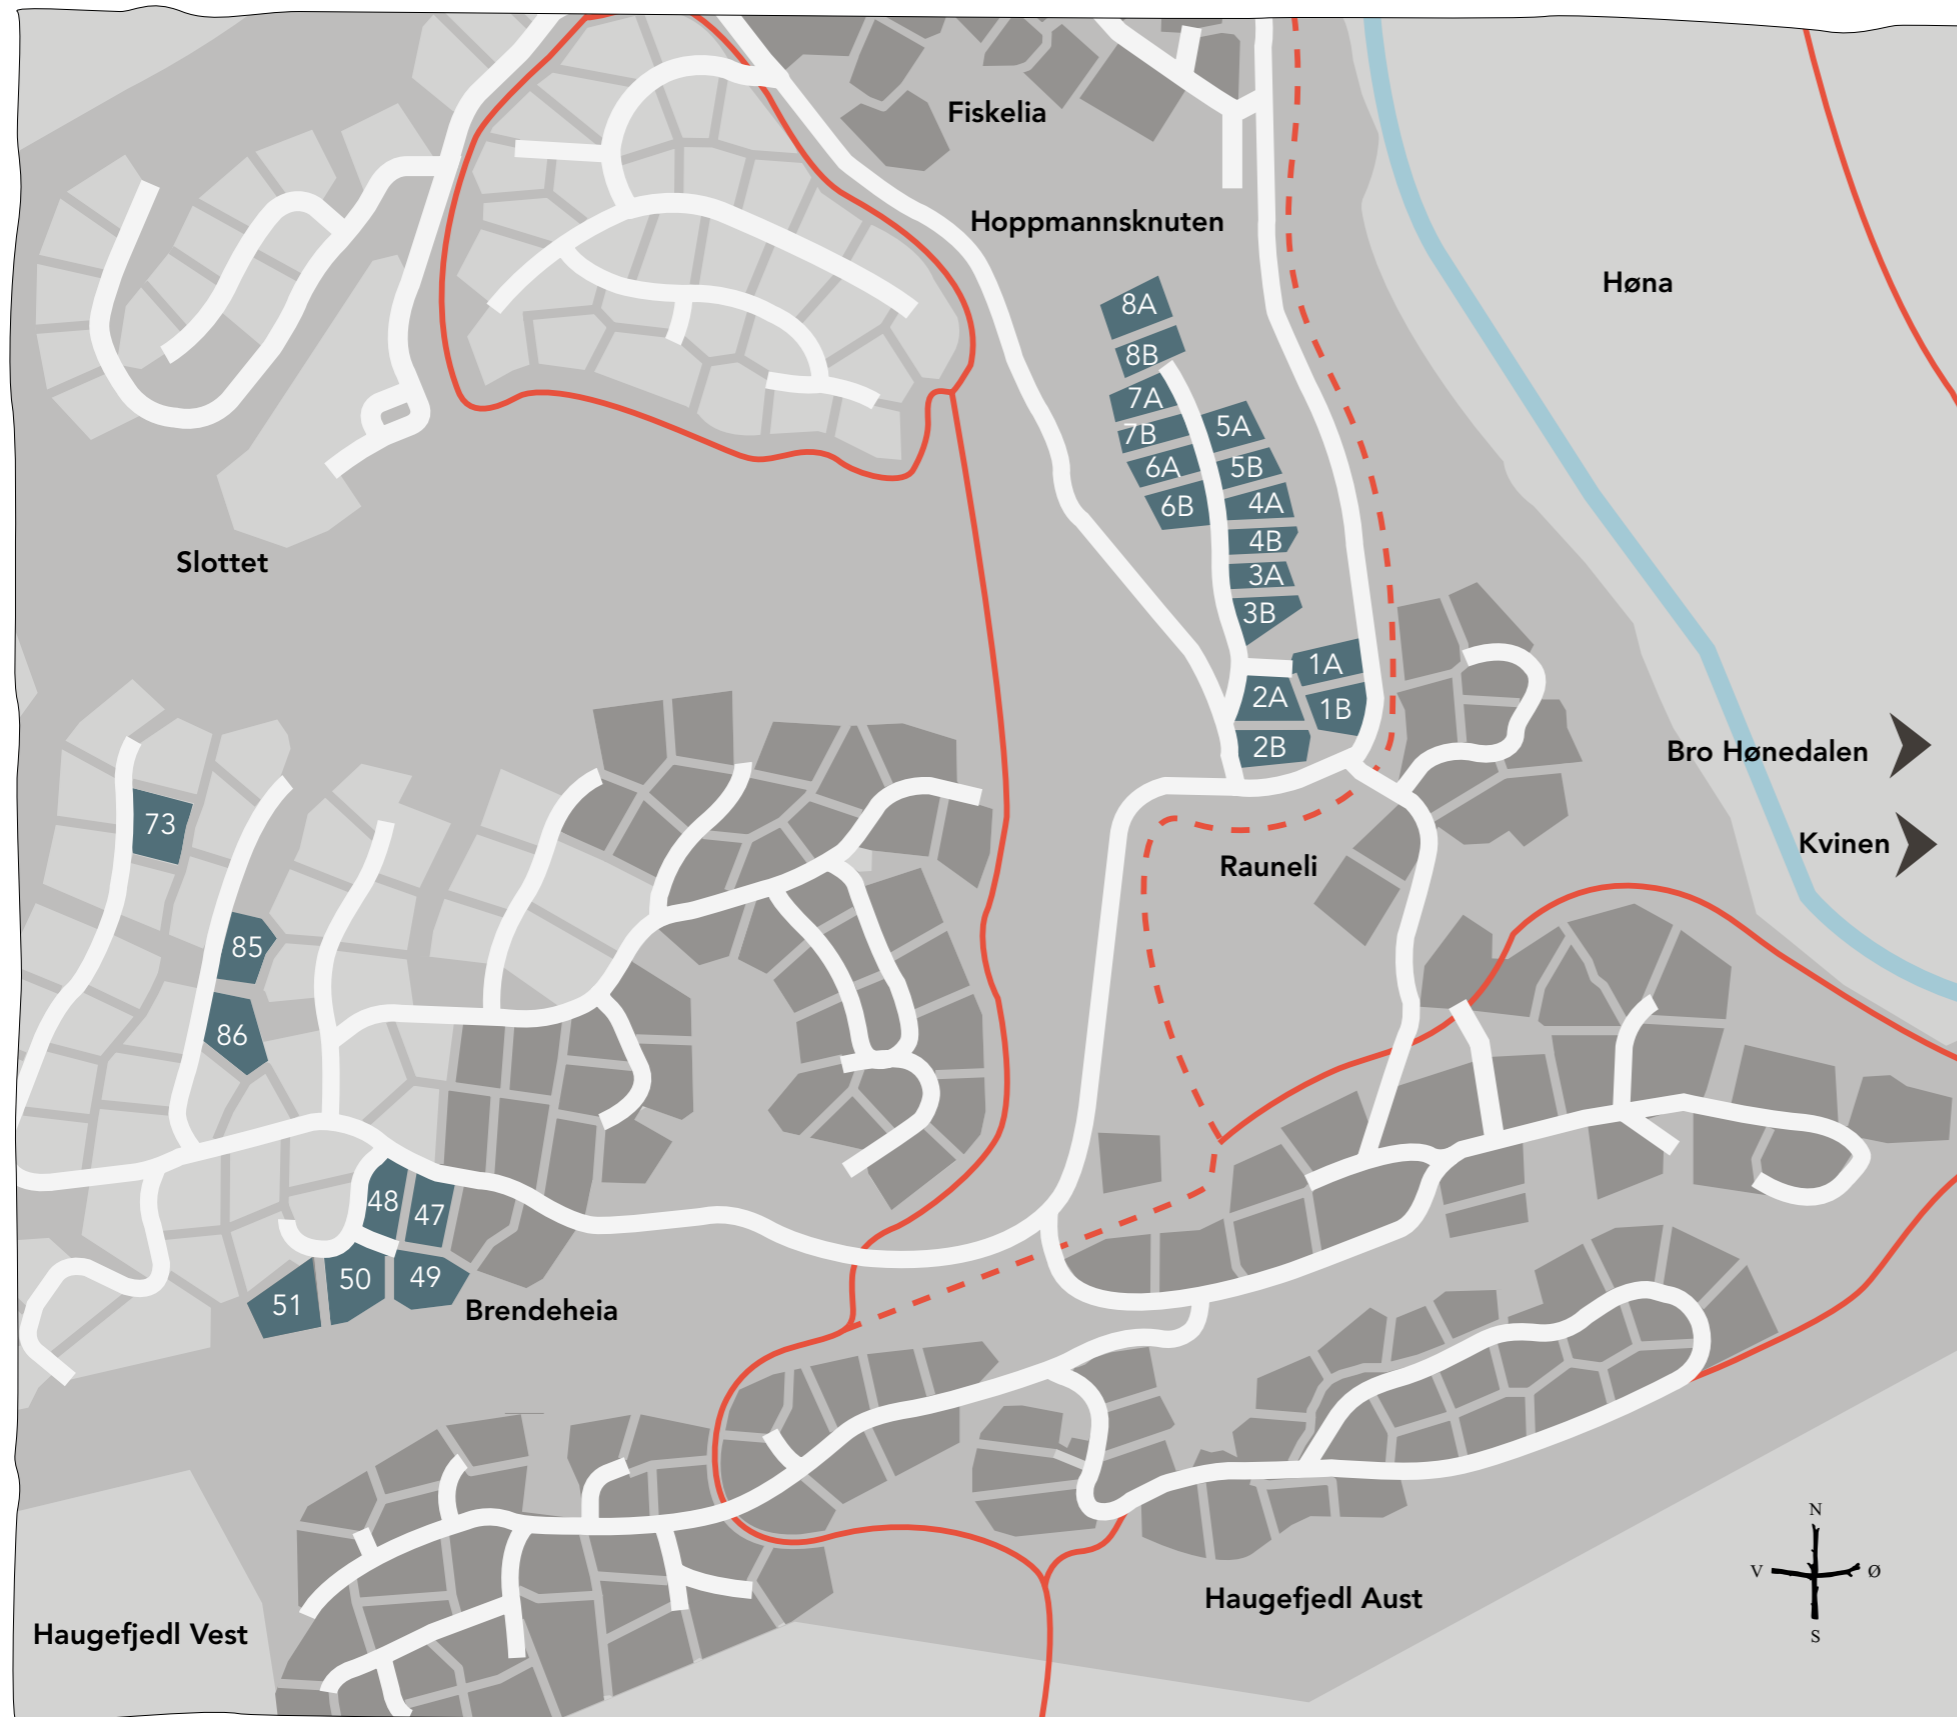 Fiskelia
Hoppmannsknuten
Høna
8A
8B
7A
7B
5A
6A
5B
6B
4A
4B
3A
3B
1A
2A
1B
2B
Slottet
Bro Hønedalen
Kvinen
Rauneli
73
85
86
48
47
50
49
51
Brendeheia
Haugefjedl Vest
Haugefjedl Aust
N
V
Ø
S